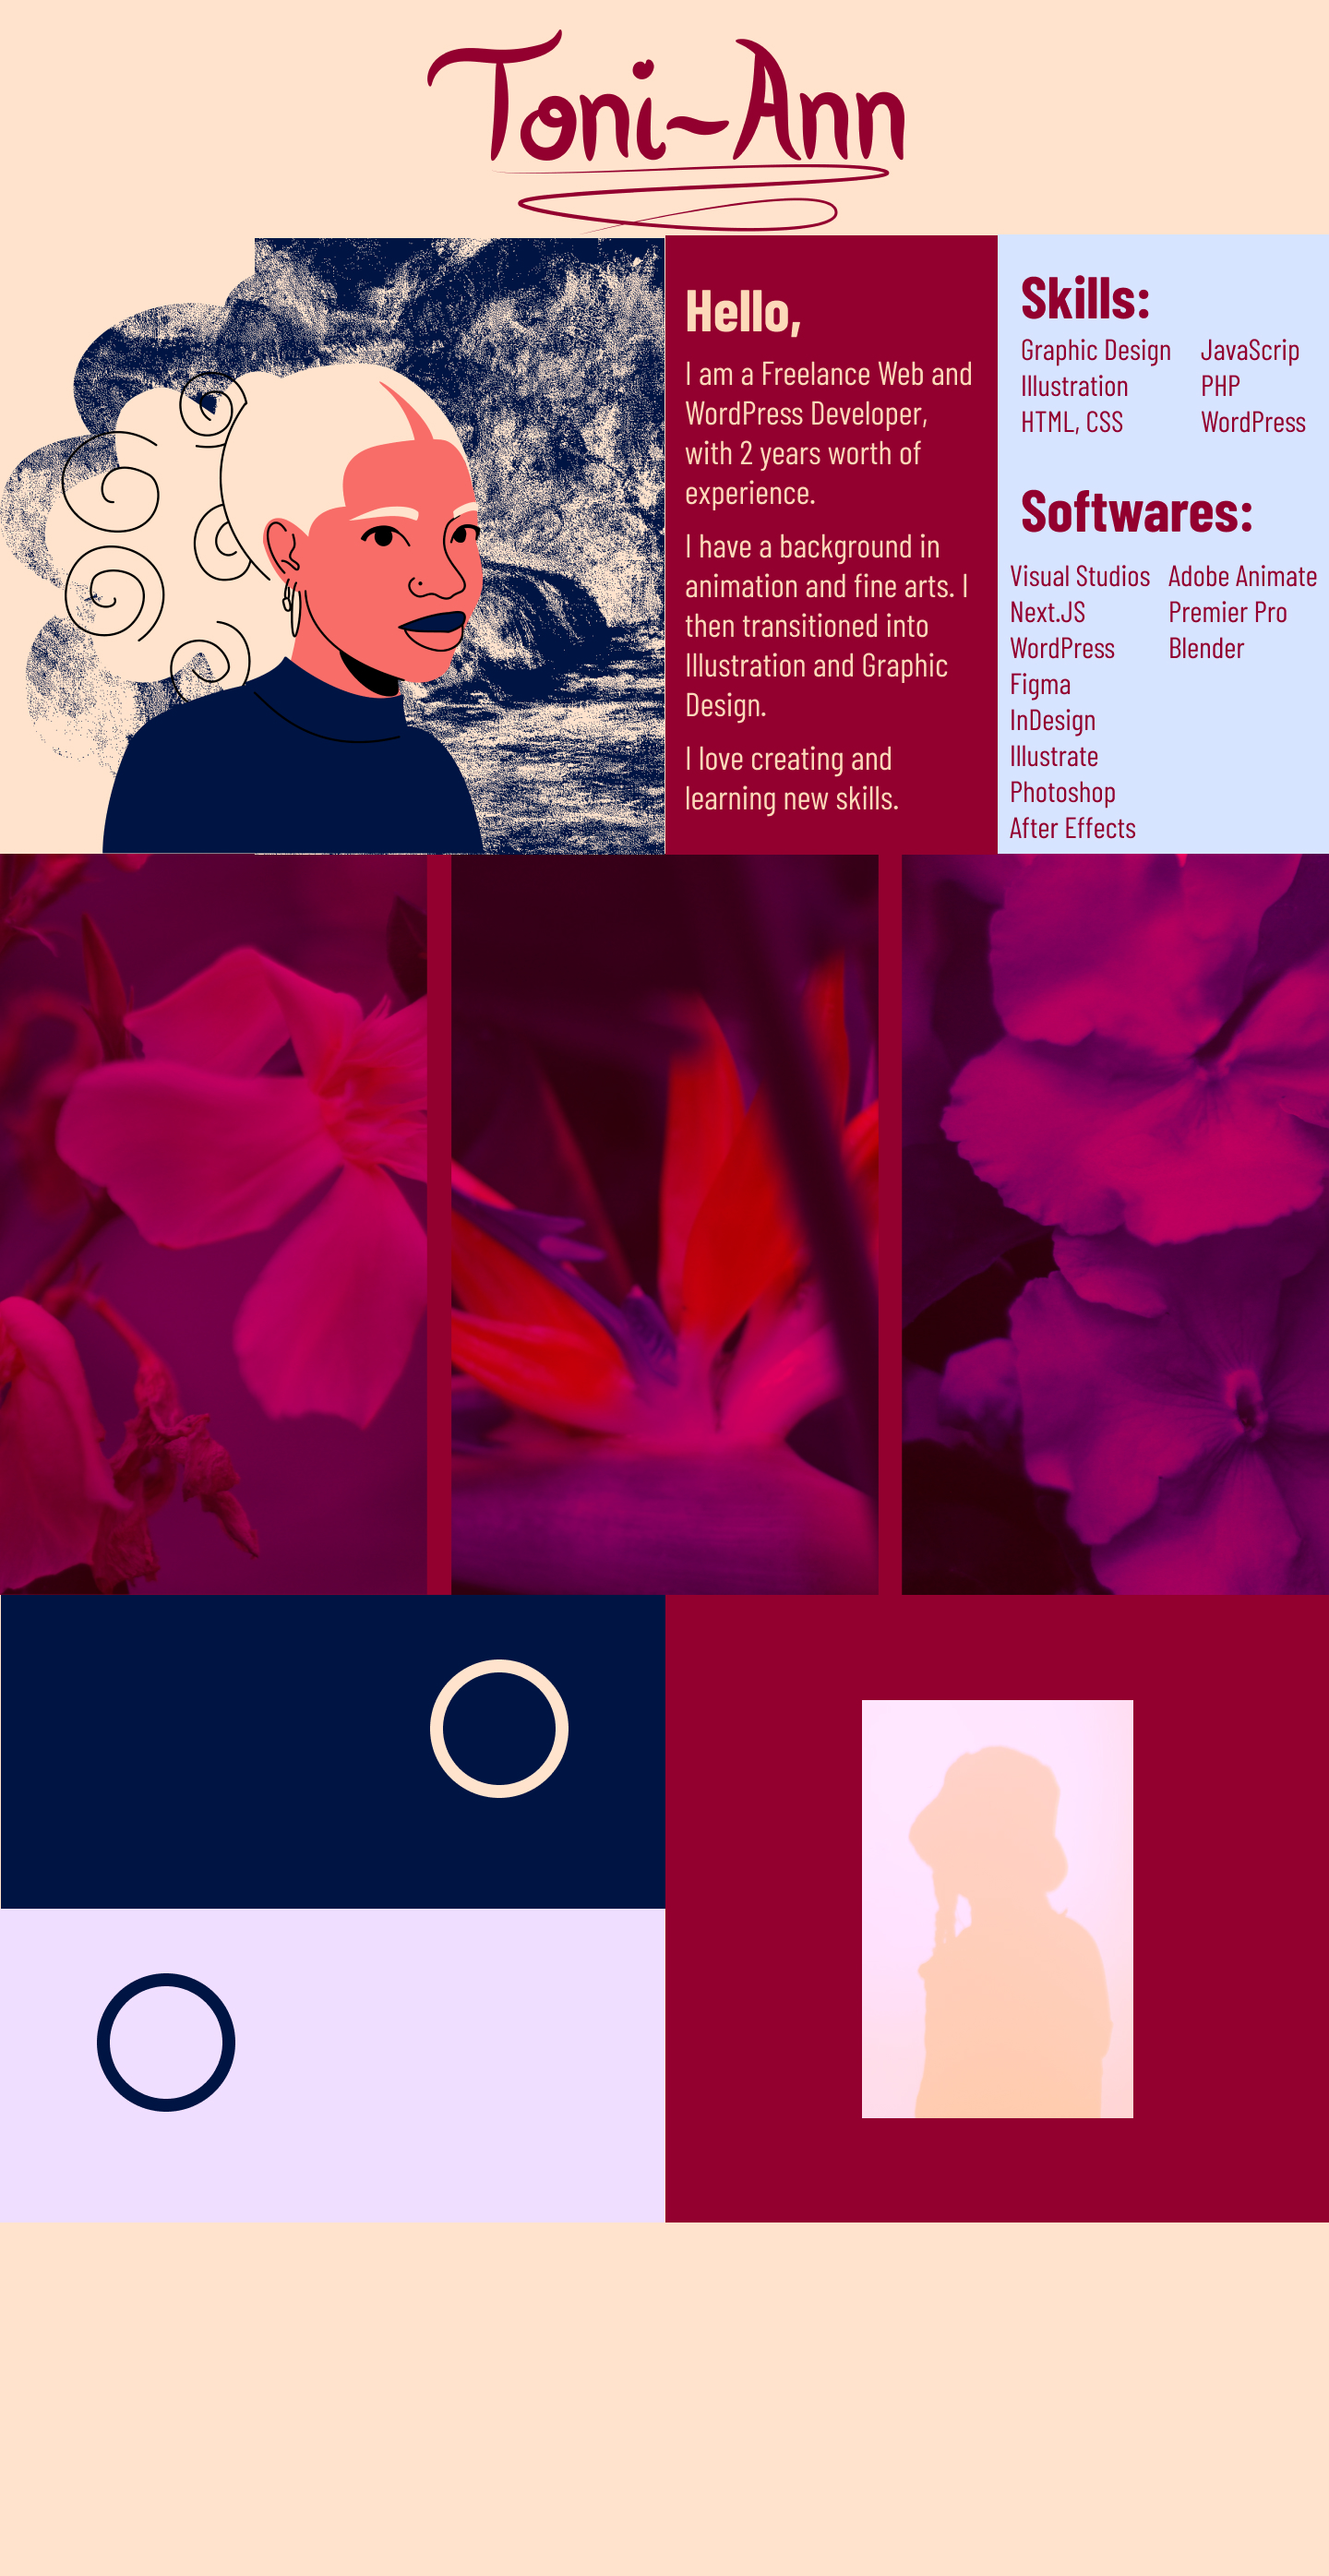 Toni-Ann
Hello,
I am a Freelance Web and
WordPress Developer,
with 2 years worth of
experience.
I have a background in
animation and fine arts. I
then transitioned into
Illustration and Graphic
Design.
I love creating and
learning new skills.
Skills:
Graphic Design
Illustration
HTML, CSS
JavaScrip
PHP
WordPress
Softwares:
Visual Studios
Next.JS
WordPress
Figma
InDesign
Illustrate
Photoshop
After Effects
Adobe Animate
Premier Pro
Blender